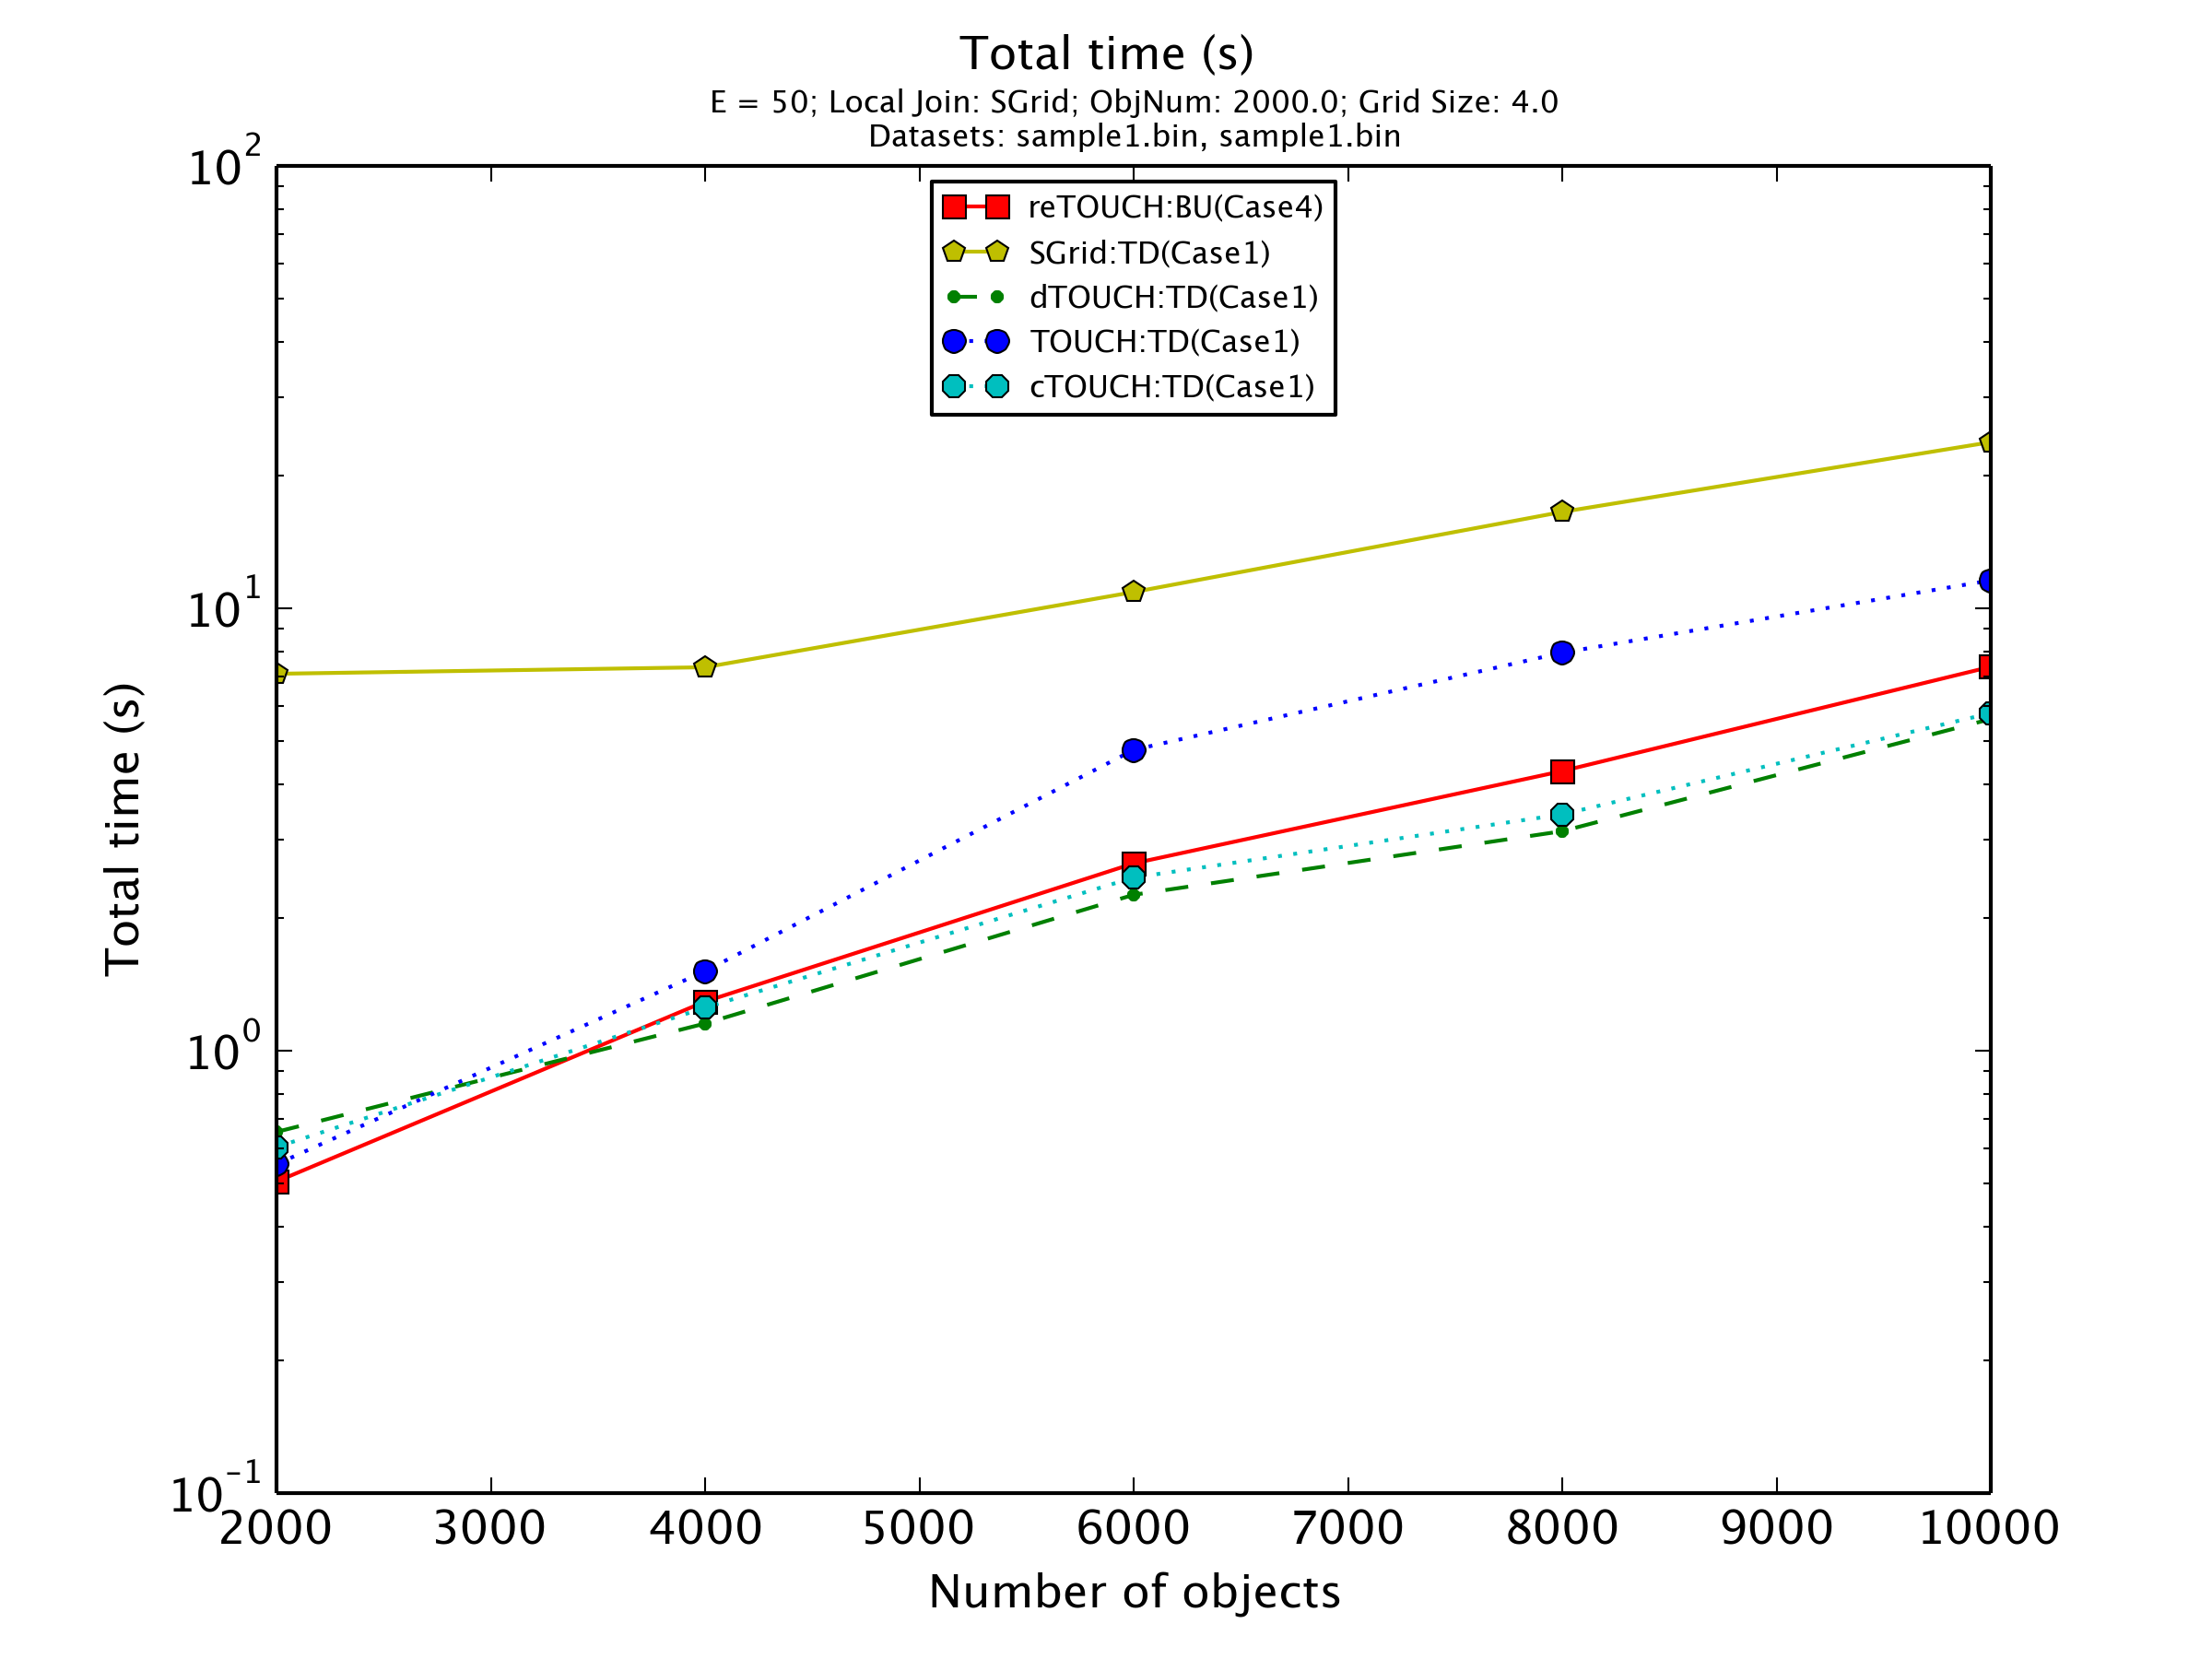 Total time (s)
E = 50; Local Join: SGrid; ObjNum: 2000.0; Grid Size: 4.0
Datasets: sample1.bin, sample1.bin
reTOUCH:BU(Case4)
SGrid:TD(Case1)
dTOUCH:TD(Case1)
TOUCH:TD(Case1)
cTOUCH:TD(Case1)
Total time (s)
10^2
10^1
10^0
10^-1
2000 3000 4000 5000 6000 7000 8000 9000 10000
Number of objects